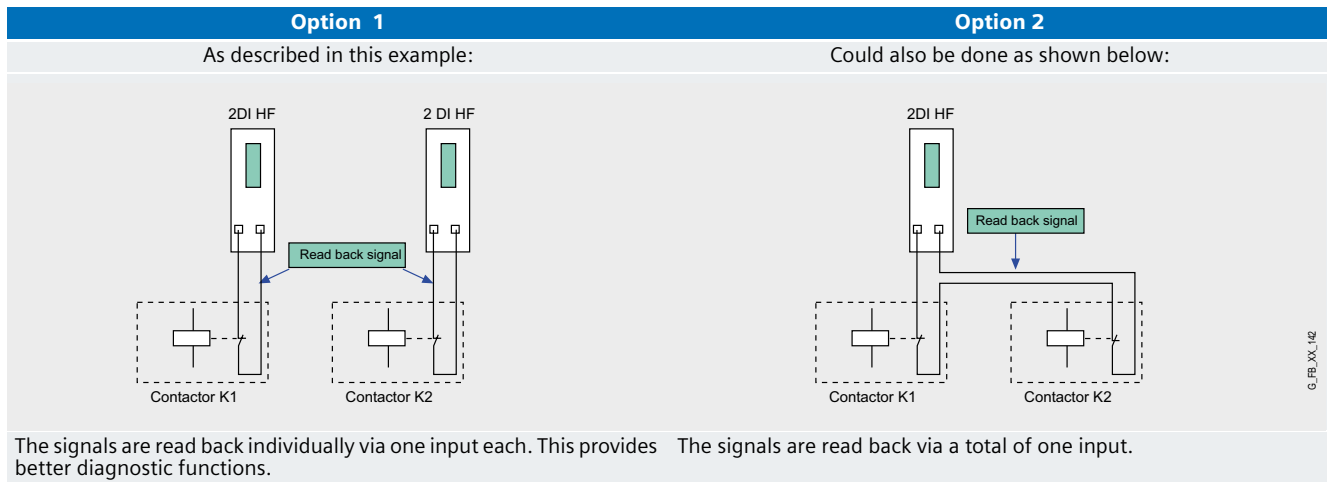 Option 1
Option 2
As described in this example:
Could also be done as shown below:
2DI HF
2 DI HF
Read back signal
Contactor K1
Contactor K2
2DI HF
Read back signal
Contactor K1
Contactor K2
G_FB_XX_142
The signals are read back individually via one input each. This provides
better diagnostic functions.
The signals are read back via a total of one input.